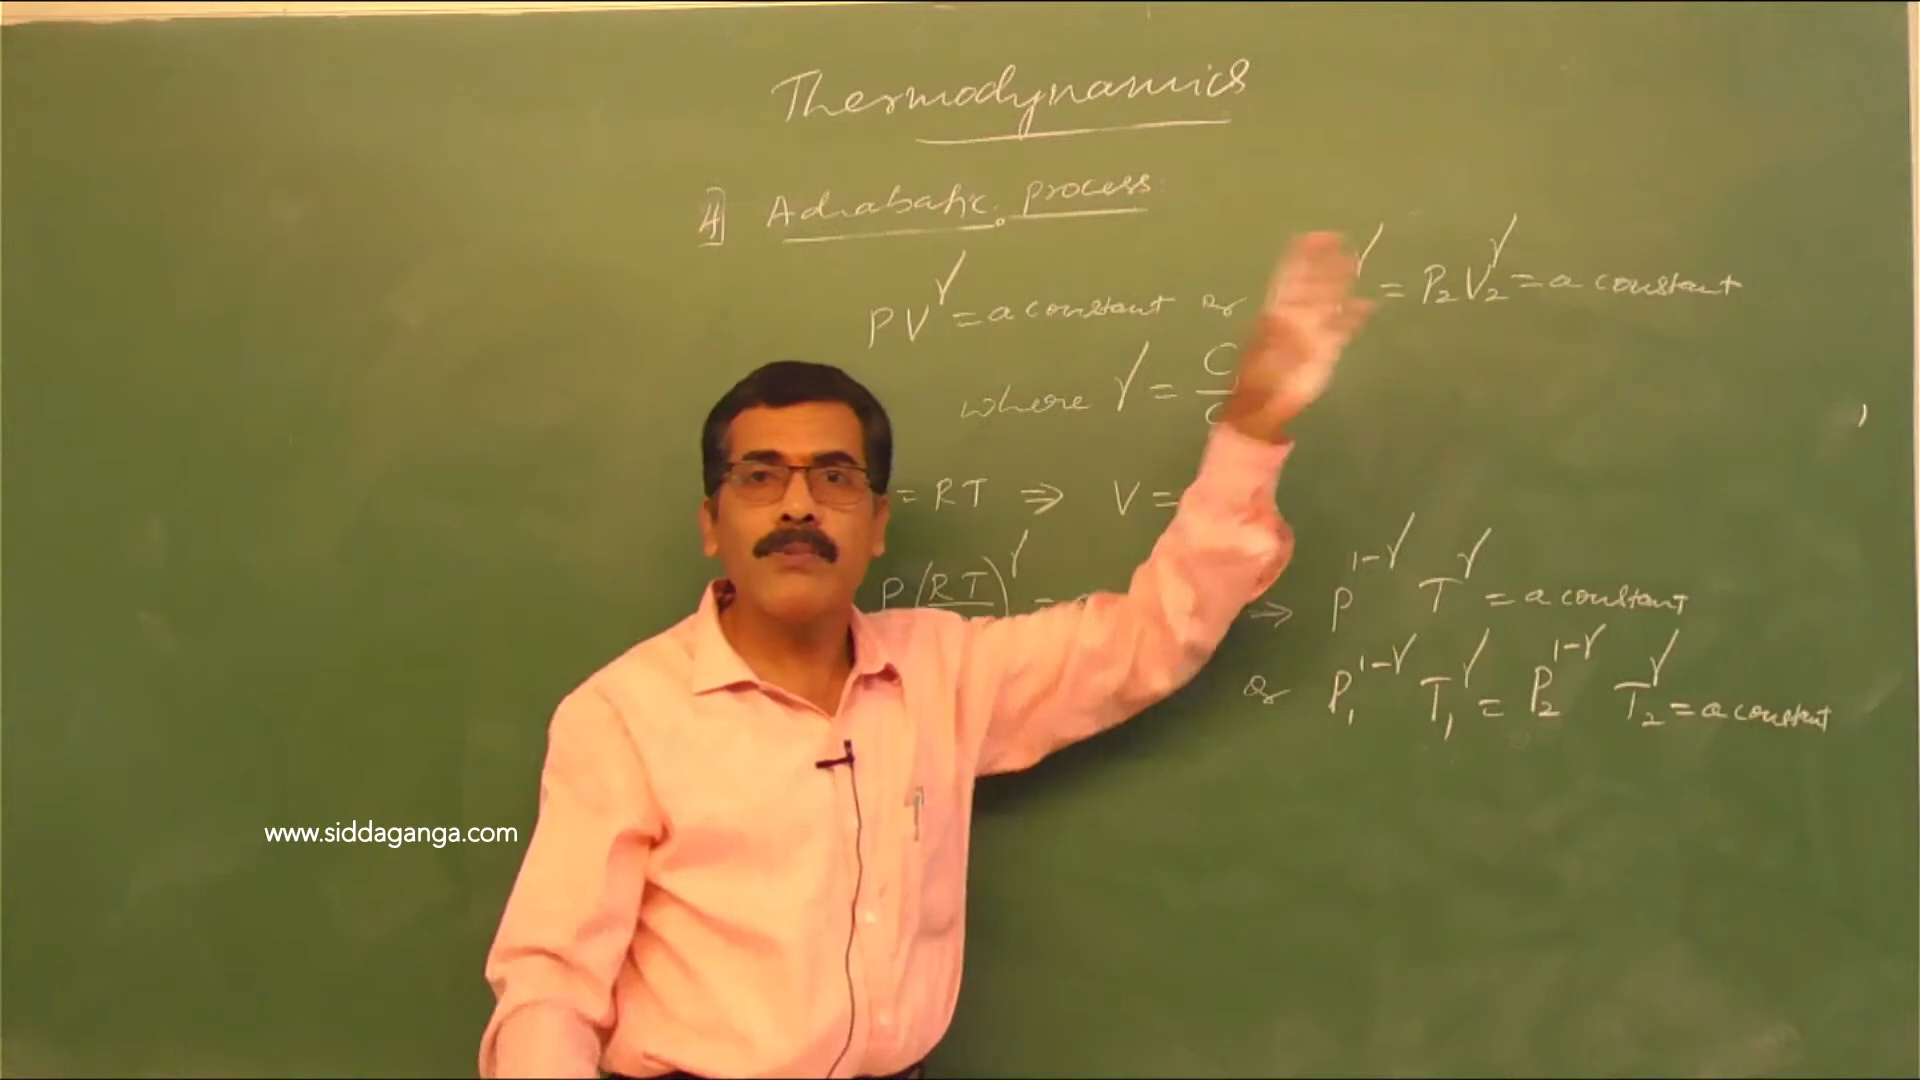 Thermodynamics
4] Adiabatic process
PV^γ = a constant or γ = P₂V₂^γ = a constant
where γ = C
= RT ⇒ V =
P(RT)^γ =
⇒ P^1-γ T^γ = a constant
or P₁^1-γ T₁^γ = P₂^1-γ T₂^γ = a constant
www.siddaganga.com